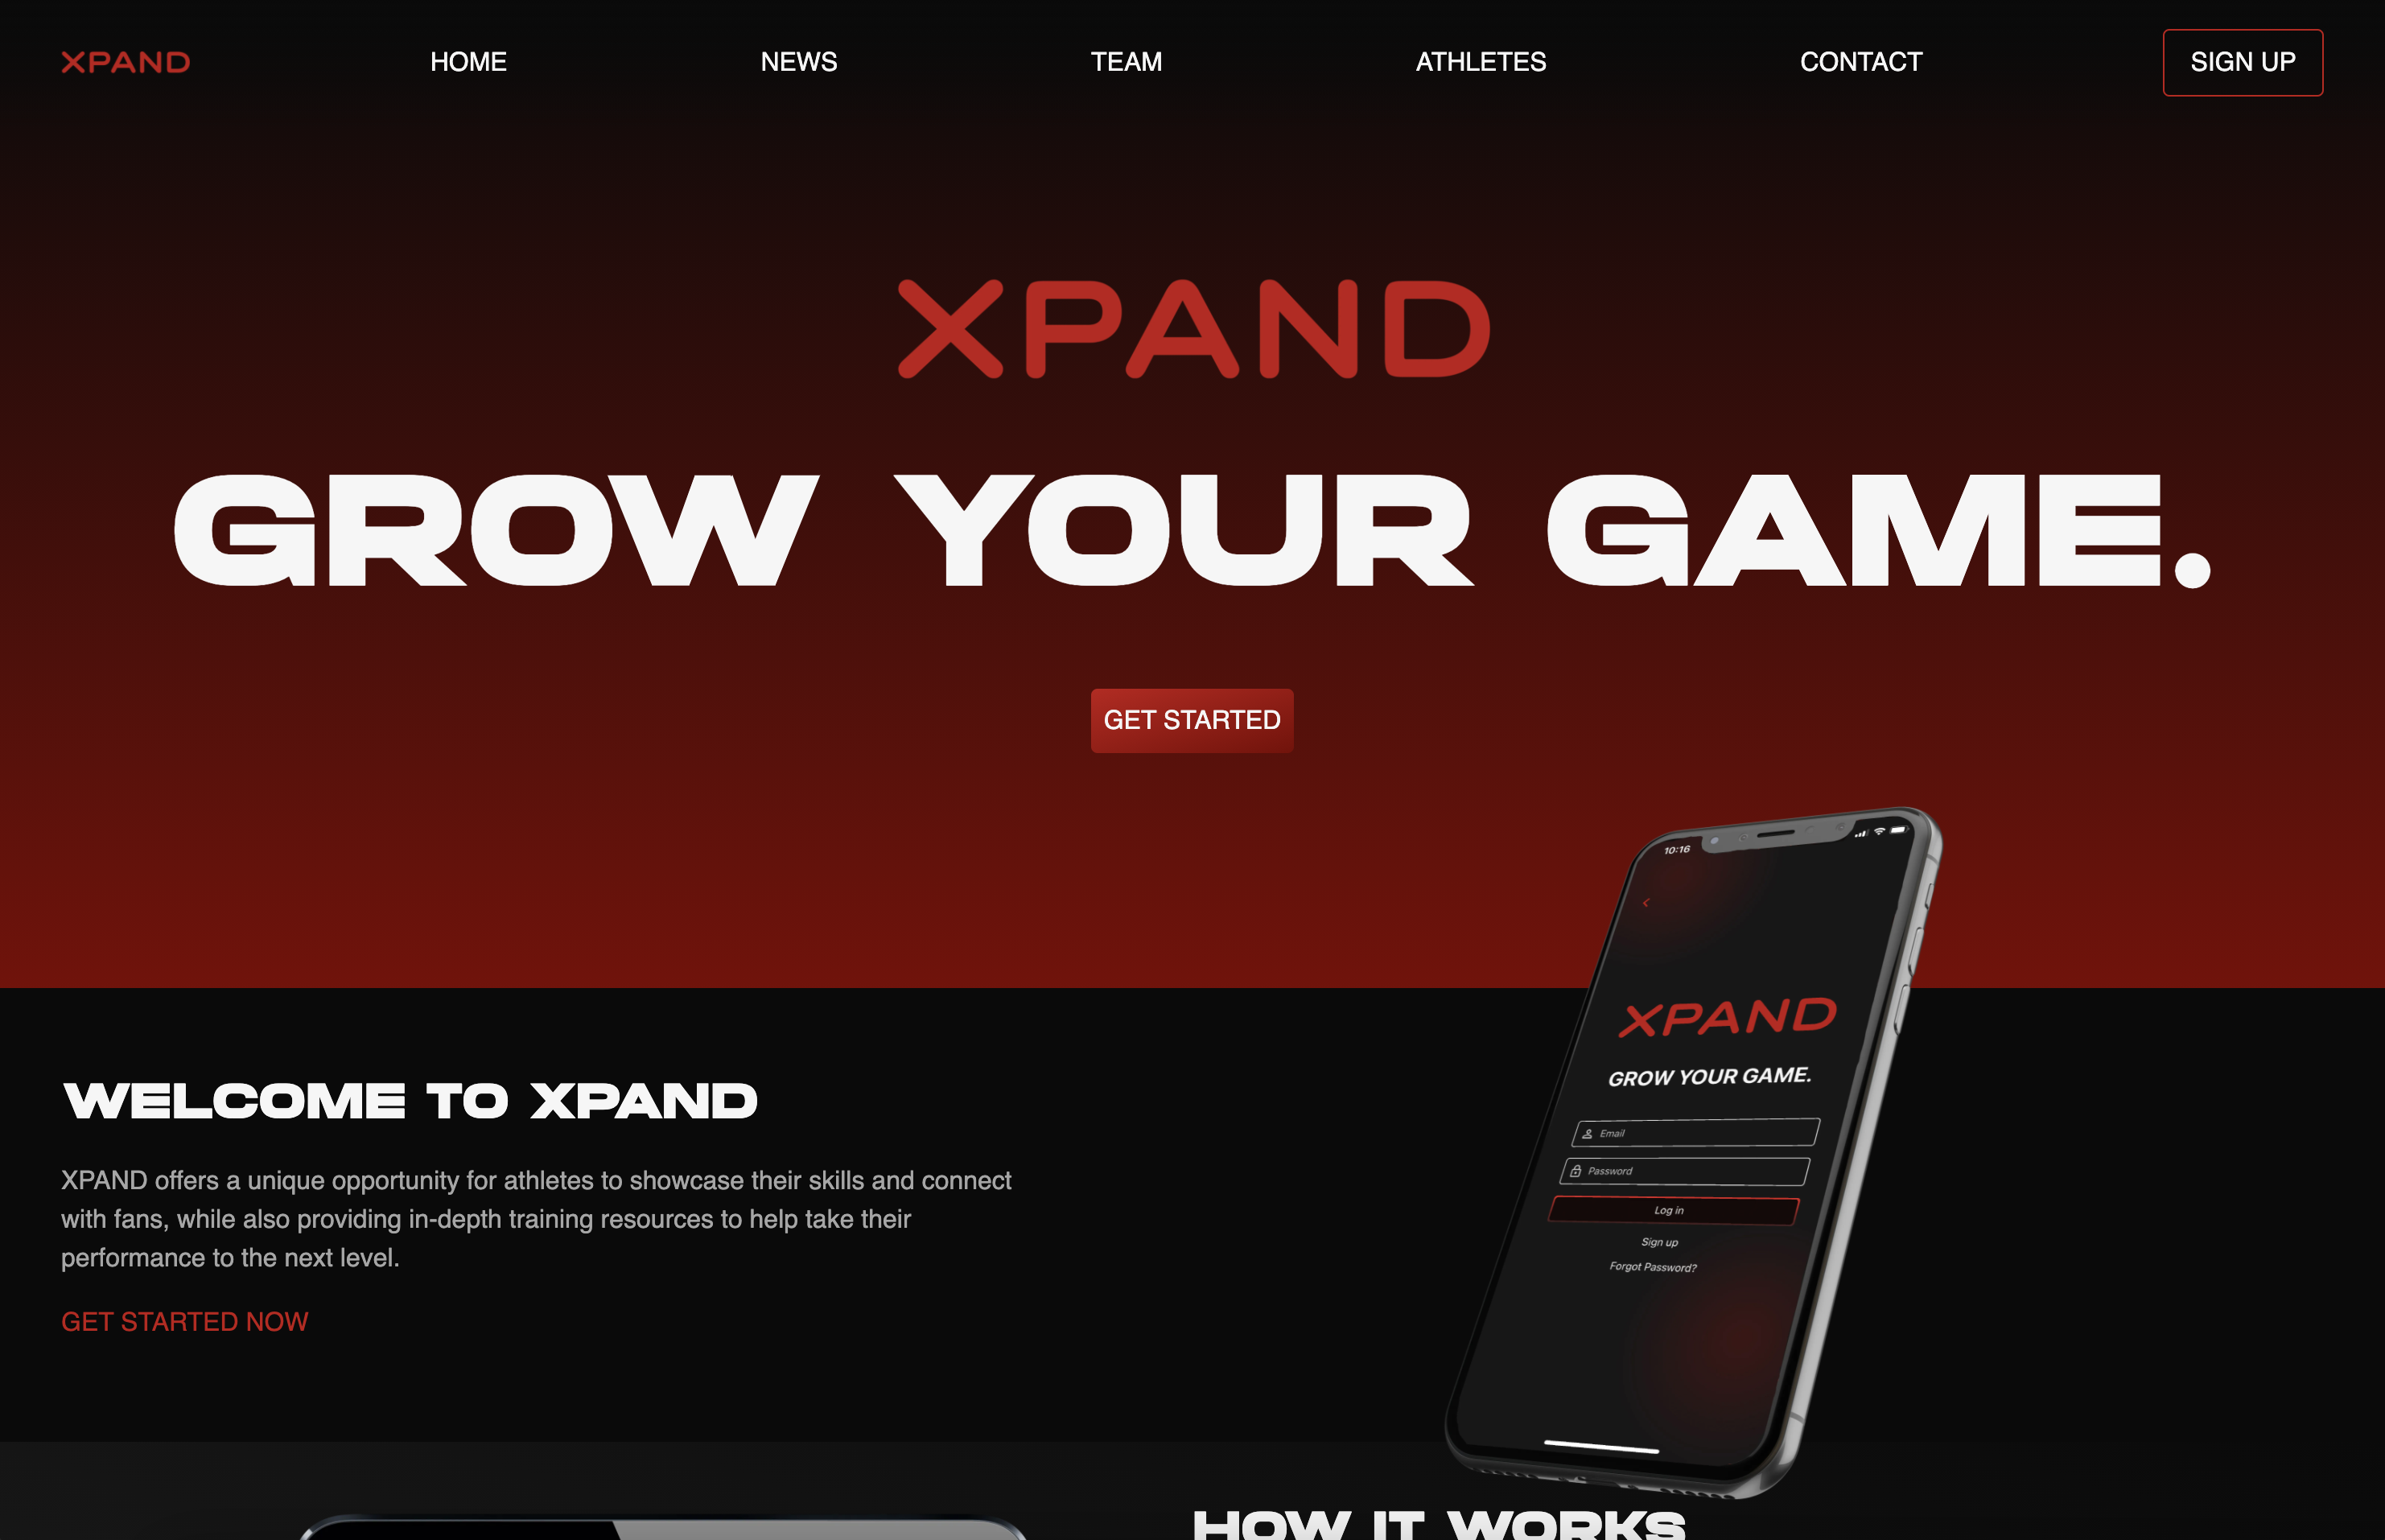 XPAND
HOME
NEWS
TEAM
ATHLETES
CONTACT
SIGN UP
XPAND
GROW YOUR GAME.
GET STARTED
10:16
XPAND
GROW YOUR GAME.
Email
Password
Log in
Sign up
Forgot Password?
WELCOME TO XPAND
XPAND offers a unique opportunity for athletes to showcase their skills and connect
with fans, while also providing in-depth training resources to help take their
performance to the next level.
GET STARTED NOW
HOW IT WORKS